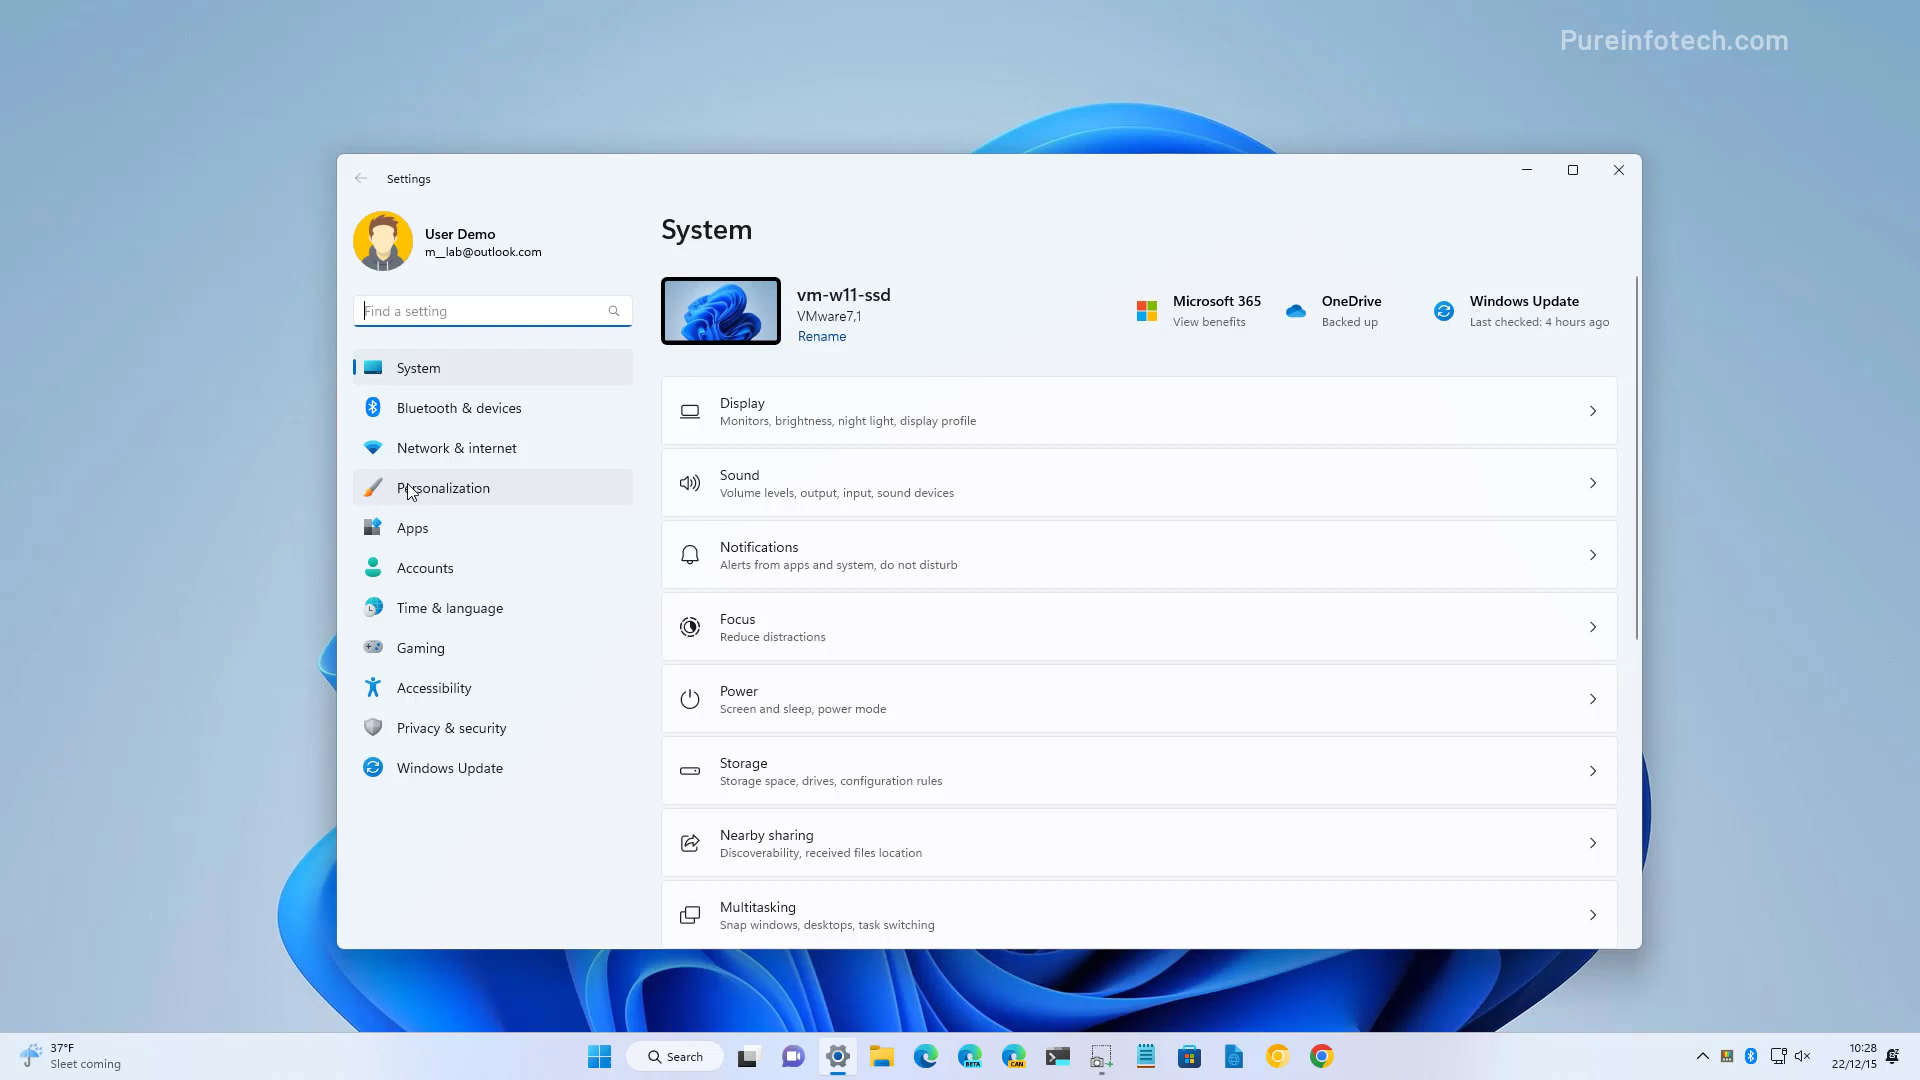 Pureinfotech.com
Settings
User Demo
m__lab@outlook.com
Find a setting
System
Bluetooth & devices
Network & internet
Personalization
Apps
Accounts
Time & language
Gaming
Accessibility
Privacy & security
Windows Update
System
vm-w11-ssd
VMware7,1
Rename
Microsoft 365
View benefits
OneDrive
Backed up
Windows Update
Last checked: 4 hours ago
Display
Monitors, brightness, night light, display profile
Sound
Volume levels, output, input, sound devices
Notifications
Alerts from apps and system, do not disturb
Focus
Reduce distractions
Power
Screen and sleep, power mode
Storage
Storage space, drives, configuration rules
Nearby sharing
Discoverability, received files location
Multitasking
Snap windows, desktops, task switching
37°F
Sleet coming
Search
BETA
CAN
10:28
22/12/15